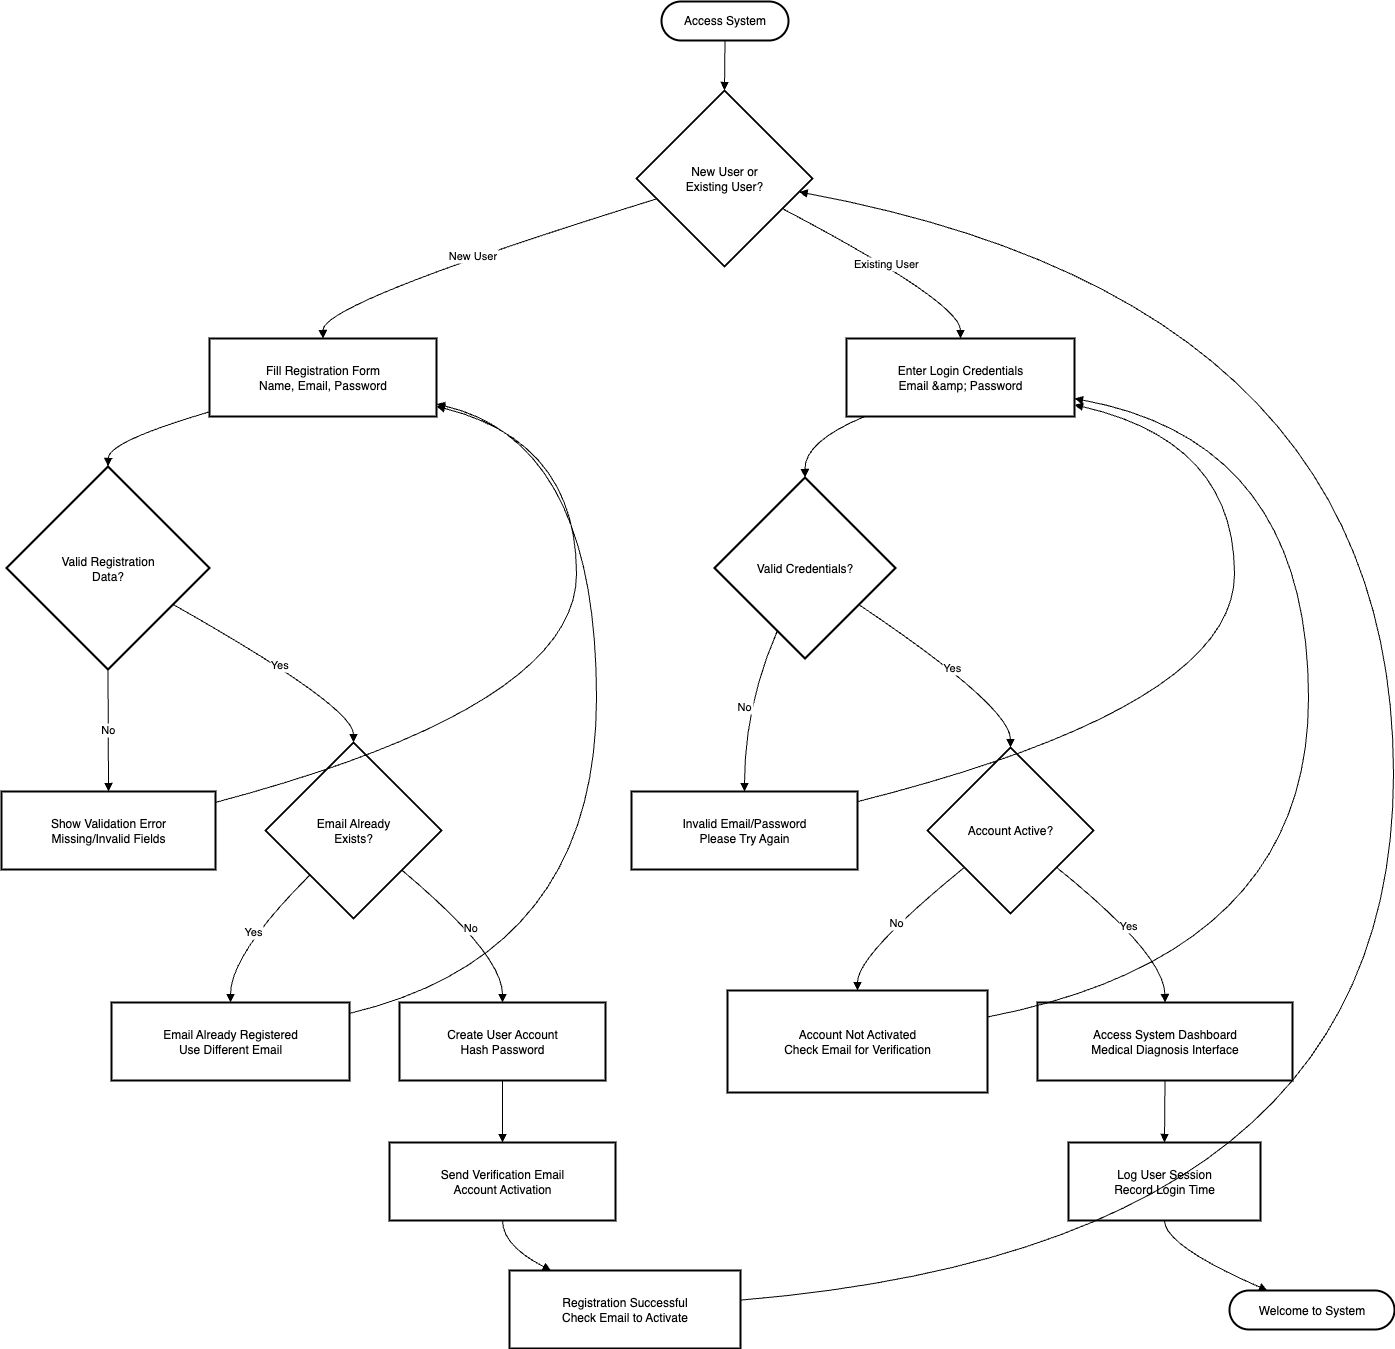 Access System
New User or
Existing User?
New User
Existing User
Fill Registration Form
Name, Email, Password
Enter Login Credentials
Email &amp; Password
Valid Registration
Data?
Valid Credentials?
Yes
Yes
No
No
Show Validation Error
Missing/Invalid Fields
Email Already
Exists?
Invalid Email/Password
Please Try Again
Account Active?
Yes
No
No
Yes
Email Already Registered
Use Different Email
Create User Account
Hash Password
Account Not Activated
Check Email for Verification
Access System Dashboard
Medical Diagnosis Interface
Send Verification Email
Account Activation
Log User Session
Record Login Time
Registration Successful
Check Email to Activate
Welcome to System